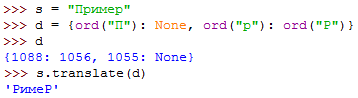 >>> s = "Пример"
>>> d = {ord("П"): None, ord("р"): ord("Р")}
>>> d
{1088: 1056, 1055: None}
>>> s.translate(d)
'РимеР'